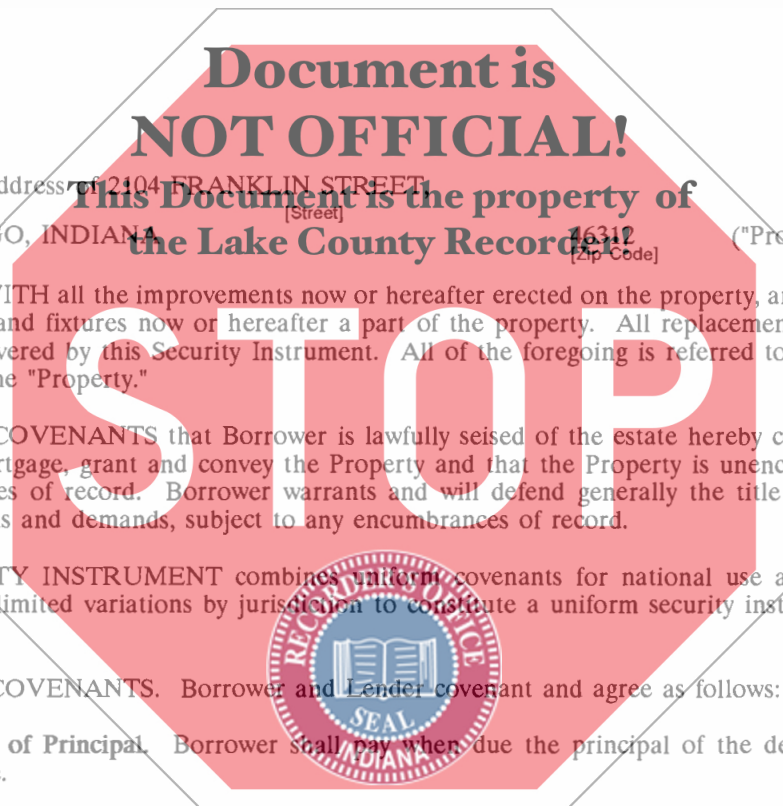 Document is
NOT OFFICIAL!
ddress of 2104 FRANKLIN STREET,
This Document is the property of
[Street]
GO, INDIANA 46312 ("Pro
the Lake County Recorder!
[Zip Code]
WITH all the improvements now or hereafter erected on the property, a
and fixtures now or hereafter a part of the property. All replacemen
vered by this Security Instrument. All of the foregoing is referred to
he "Property."
STOP
COVENANTS that Borrower is lawfully seised of the estate hereby c
rtgage, grant and convey the Property and that the Property is unenc
es of record. Borrower warrants and will defend generally the title
s and demands, subject to any encumbrances of record.
TY INSTRUMENT combines uniform covenants for national use a
limited variations by jurisdiction to constitute a uniform security inst
RECORDER'S OFFICE
COVENANTS. Borrower and Lender covenant and agree as follows:
SEAL
INDIANA
of Principal. Borrower shall pay when due the principal of the de
s.